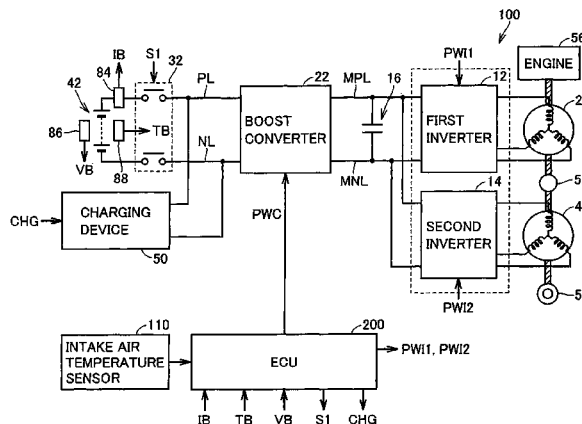 100
IB
S1
32
84
42
PL
22
MPL
16
PWI1
12
ENGINE
56
86
TB
88
VB
NL
BOOST
CONVERTER
MNL
FIRST
INVERTER
2
5
14
SECOND
INVERTER
4
5
PWI2
CHG
CHARGING
DEVICE
50
PWC
110
INTAKE AIR
TEMPERATURE
SENSOR
200
ECU
PWI1, PWI2
IB
TB
VB
S1
CHG